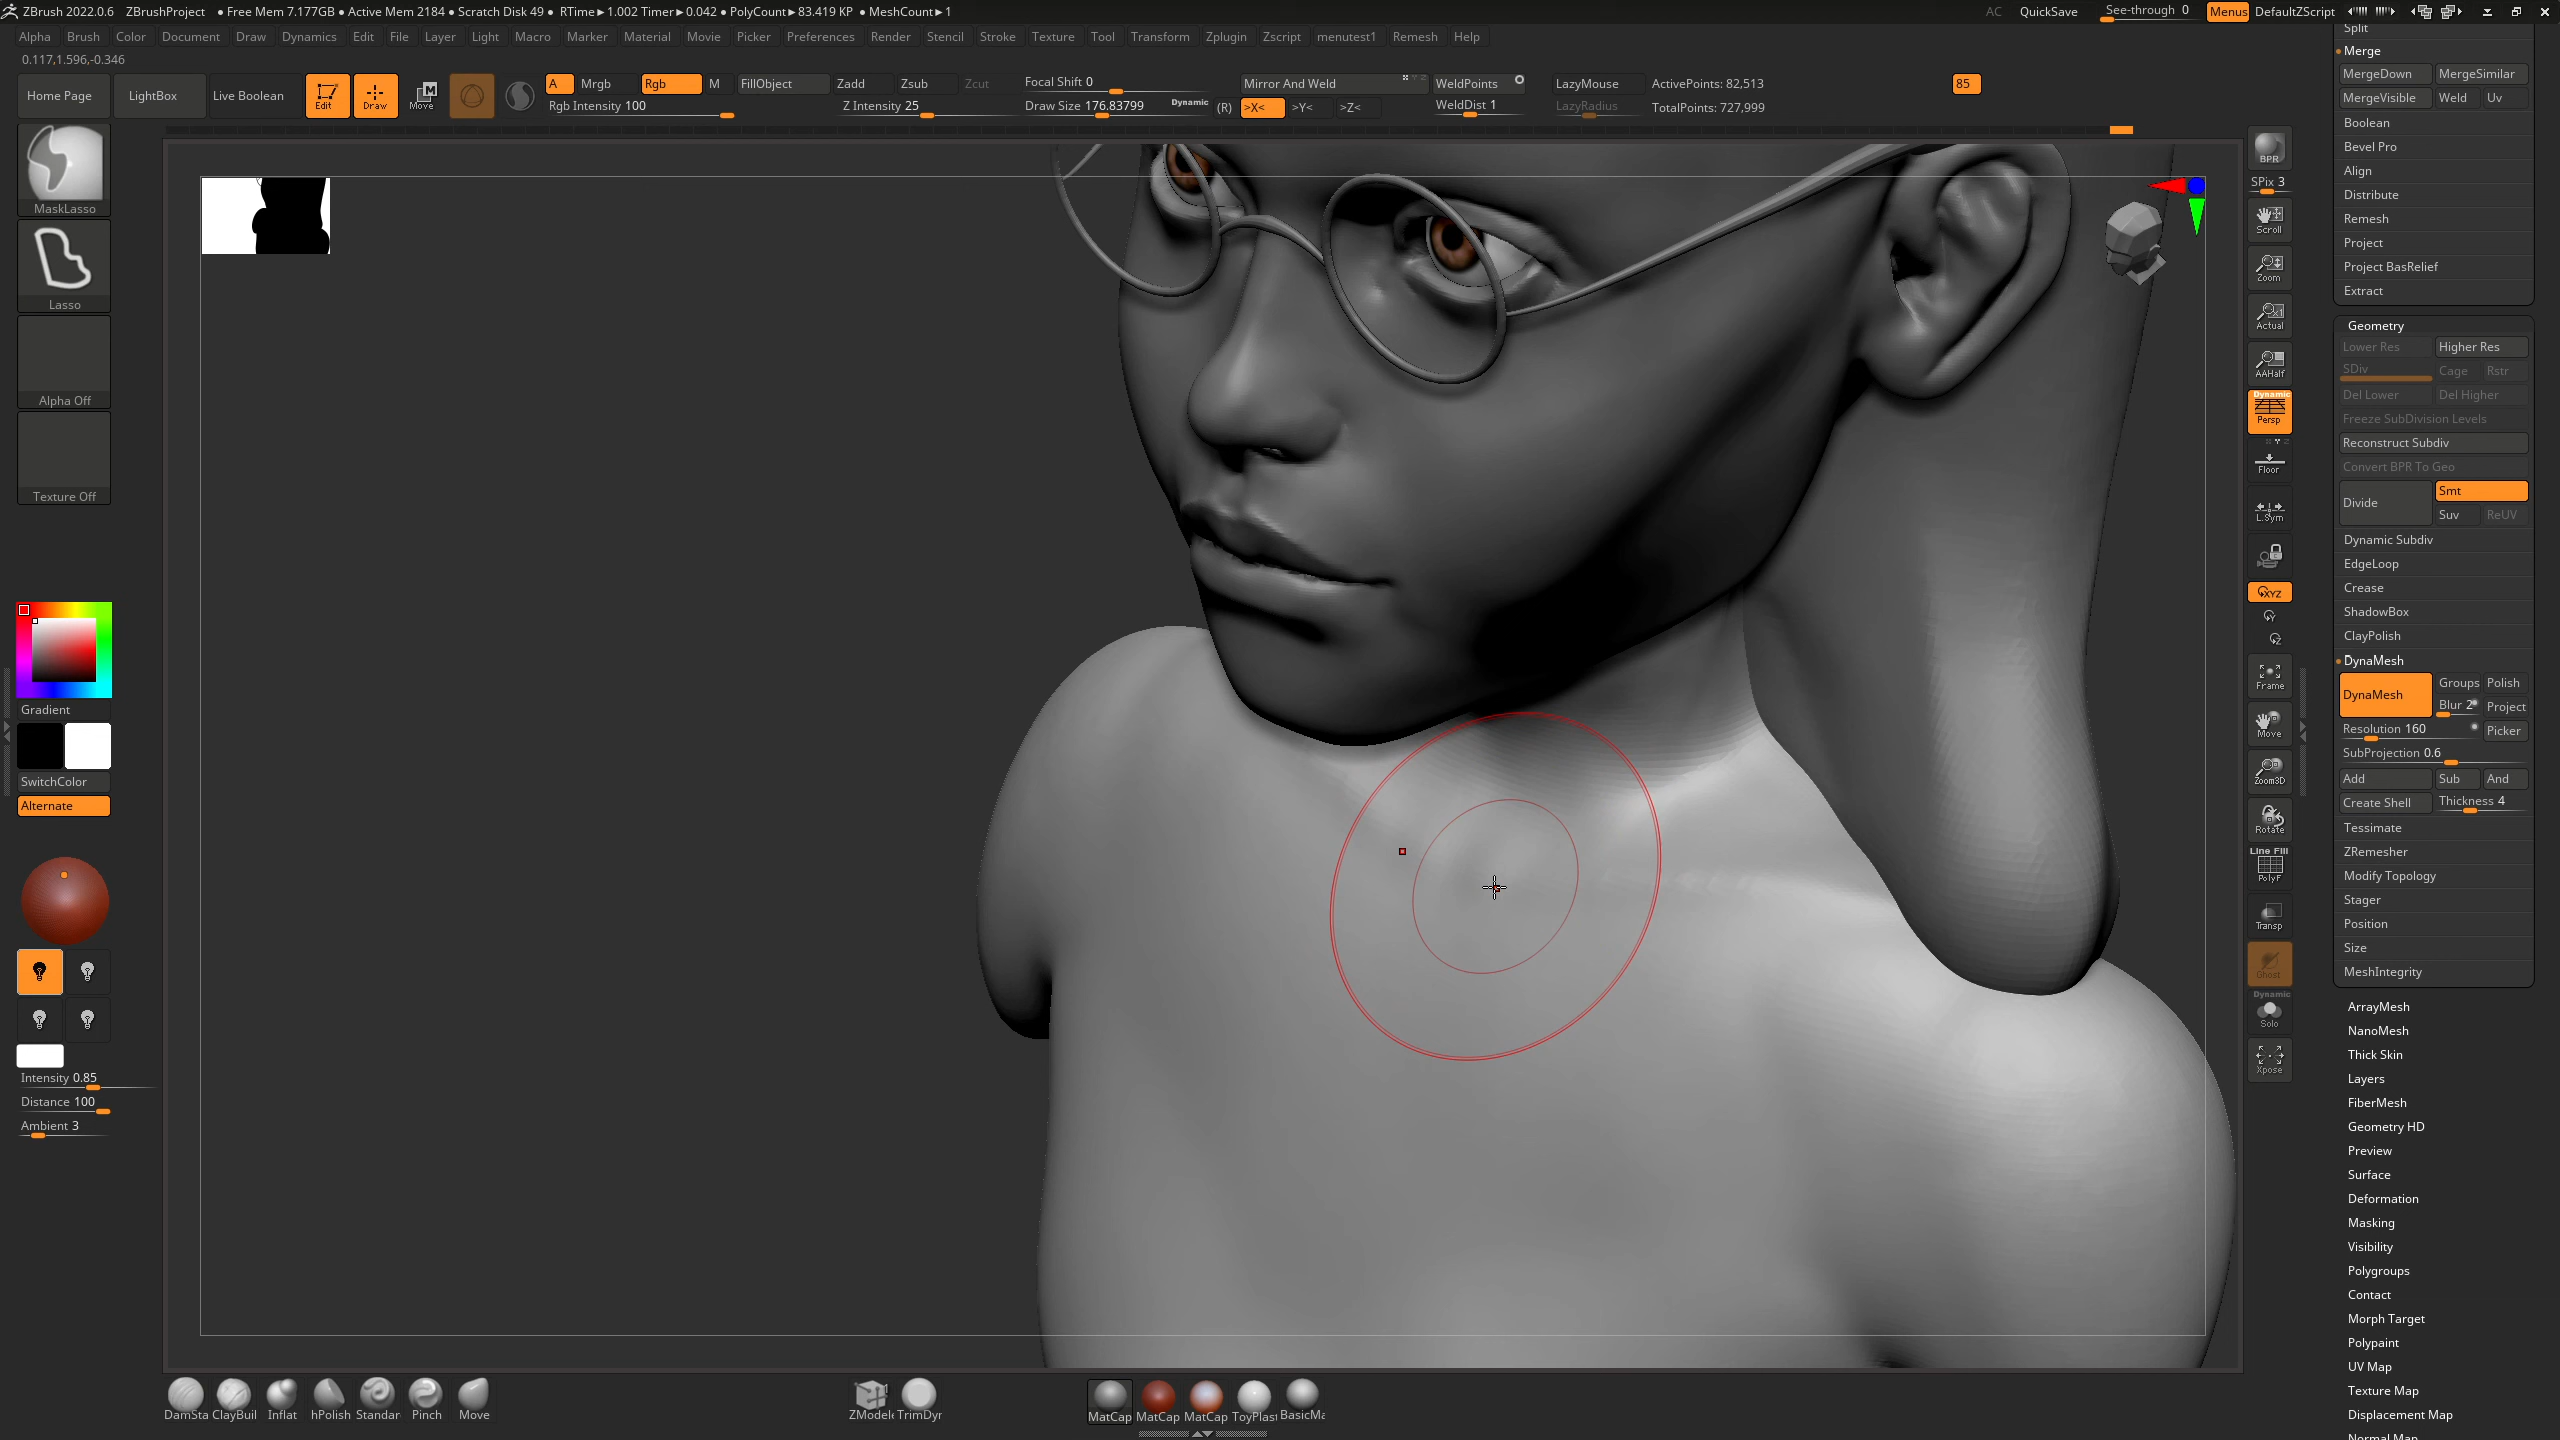 ZBrush 2022.0.6 ZBrushProject ● Free Mem 7.177GB ● Active Mem 2184 ● Scratch Disk 49 ● RTime►1.002 Timer►0.042 ● PolyCount►83.419 KP ● MeshCount►1 AC QuickSave See-through 0 Menus DefaultZScript
Alpha Brush Color Document Draw Dynamics Edit File Layer Light Macro Marker Material Movie Picker Preferences Render Stencil Stroke Texture Tool Transform Zplugin Zscript menutest1 Remesh Help
0.117,1.596,-0.346
Home Page LightBox Live Boolean Edit Draw Move
A Mrgb Rgb M FillObject Zadd Zsub Zcut Focal Shift 0 Mirror And Weld WeldPoints LazyMouse ActivePoints: 82,513 85
Rgb Intensity 100 Z Intensity 25 Draw Size 176.83799 Dynamic (R) >X< >Y< >Z< WeldDist 1 LazyRadius TotalPoints: 727,999
MaskLasso
Lasso
Alpha Off
Texture Off
Gradient
SwitchColor
Alternate
Intensity 0.85
Distance 100
Ambient 3
BPR
SPix 3
Scroll
Zoom
Actual
AAHalf
Dynamic
Persp
Floor
L.Sym
XYZ
Y
Z
Frame
Move
Zoom3D
Rotate
Line Fill
PolyF
Transp
Ghost
Dynamic
Solo
Xpose
Split
Merge
MergeDown MergeSimilar
MergeVisible Weld Uv
Boolean
Bevel Pro
Align
Distribute
Remesh
Project
Project BasRelief
Extract
Geometry
Lower Res Higher Res
SDiv Cage Rstr
Del Lower Del Higher
Freeze SubDivision Levels
Reconstruct Subdiv
Convert BPR To Geo
Divide Smt
Suv ReUV
Dynamic Subdiv
EdgeLoop
Crease
ShadowBox
ClayPolish
DynaMesh
DynaMesh Groups Polish
Blur 2 Project
Resolution 160 Picker
SubProjection 0.6
Add Sub And
Create Shell Thickness 4
Tessimate
ZRemesher
Modify Topology
Stager
Position
Size
MeshIntegrity
ArrayMesh
NanoMesh
Thick Skin
Layers
FiberMesh
Geometry HD
Preview
Surface
Deformation
Masking
Visibility
Polygroups
Contact
Morph Target
Polypaint
UV Map
Texture Map
Displacement Map
Normal Map
DamSta ClayBuil Inflat hPolish Standar Pinch Move ZModele TrimDyr MatCap MatCap MatCap ToyPlas BasicMa